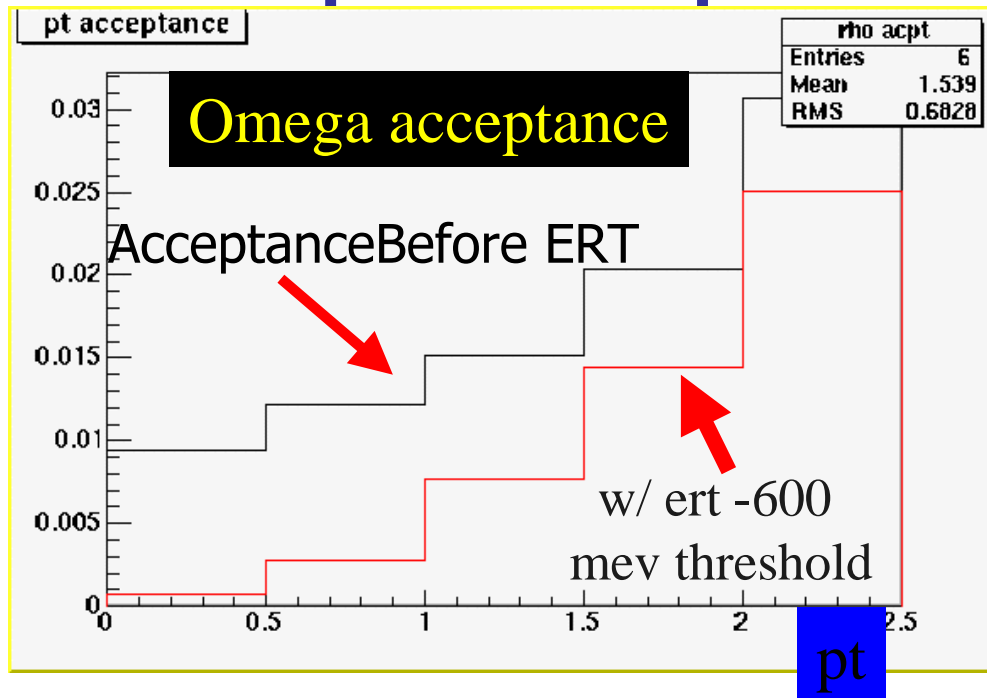 pt acceptance
rho acpt
Entries 6
Mean 1.539
RMS 0.6828
Omega acceptance
AcceptanceBefore ERT
w/ ert -600
mev threshold
0.03
0.025
0.02
0.015
0.01
0.005
0
0 0.5 1 1.5 2 2.5
pt